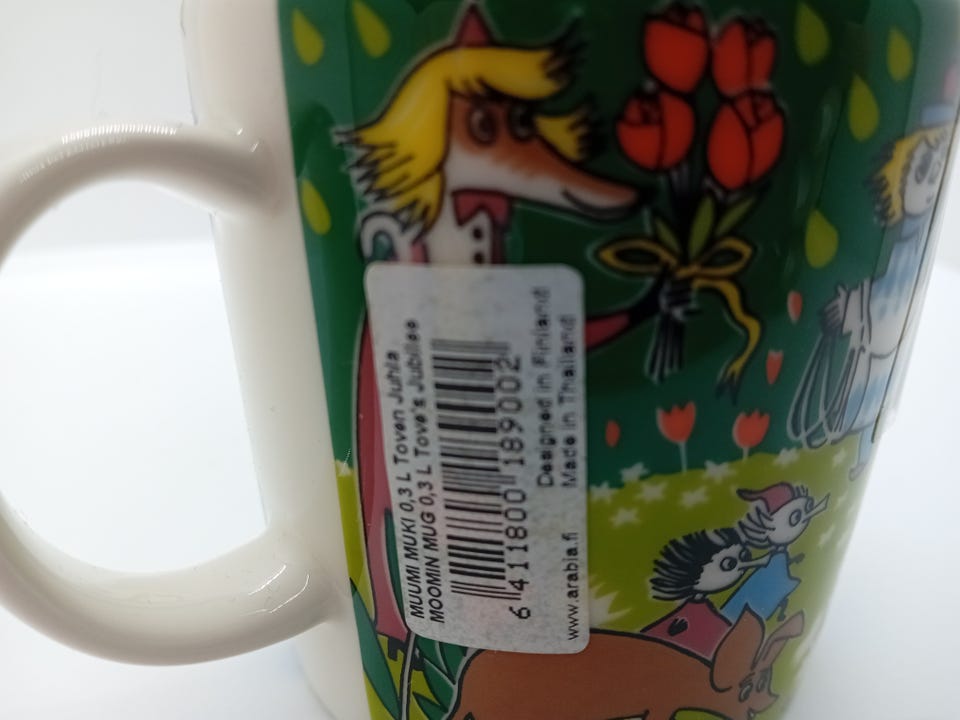 MUUMI MUKI 0,3 L Toven Juhla
MOOMIN MUG 0,3 L Tove's Jubilee
6 411800 189002
Designed in Finland
Made in Thailand
www.arabia.fi